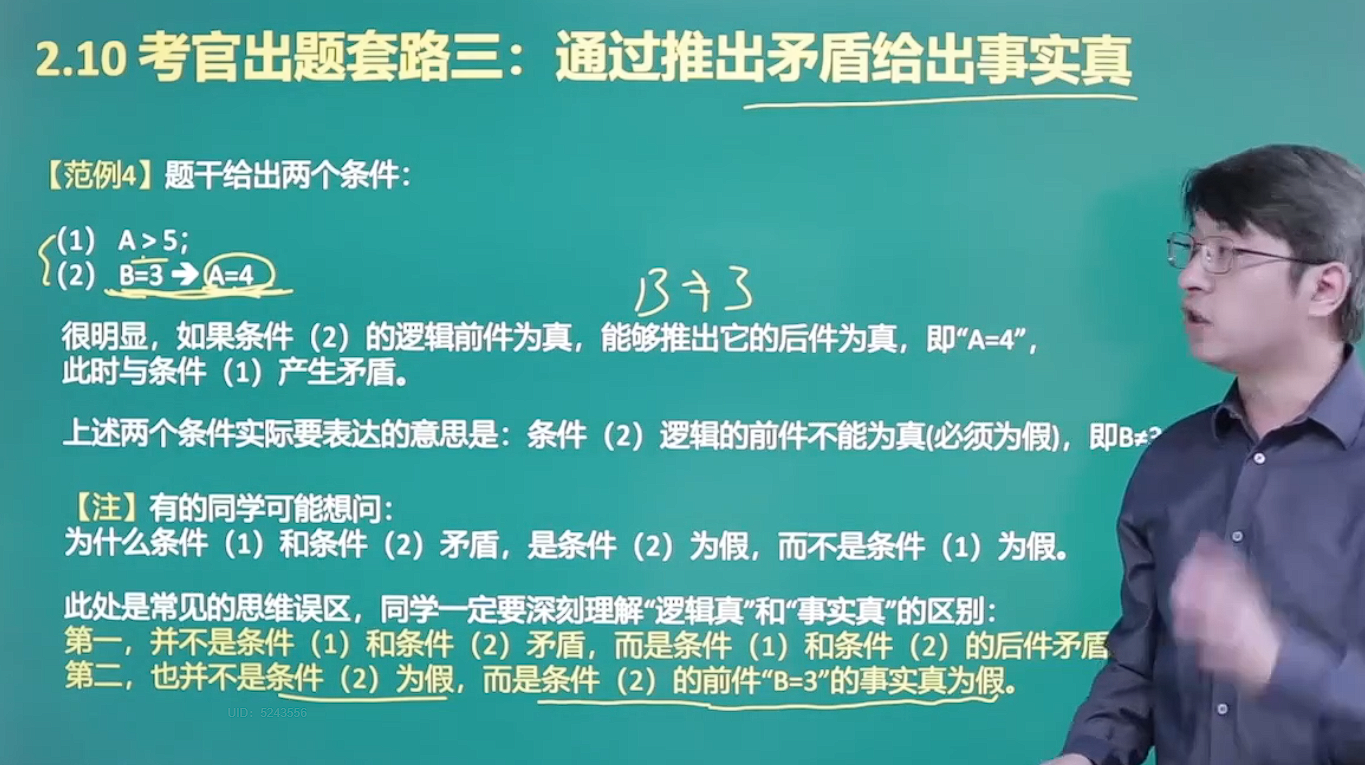 2.10 考官出题套路三：通过推出矛盾给出事实真
【范例4】题干给出两个条件：
（1） A > 5；
（2） B=3 → A=4
B≠3
很明显，如果条件（2）的逻辑前件为真，能够推出它的后件为真，即“A=4”，
此时与条件（1）产生矛盾。
上述两个条件实际要表达的意思是：条件（2）逻辑的前件不能为真(必须为假)，即B≠3
【注】有的同学可能想问：
为什么条件（1）和条件（2）矛盾，是条件（2）为假，而不是条件（1）为假。
此处是常见的思维误区，同学一定要深刻理解“逻辑真”和“事实真”的区别：
第一，并不是条件（1）和条件（2）矛盾，而是条件（1）和条件（2）的后件矛盾
第二，也并不是条件（2）为假，而是条件（2）的前件“B=3”的事实真为假。
UID：5243556